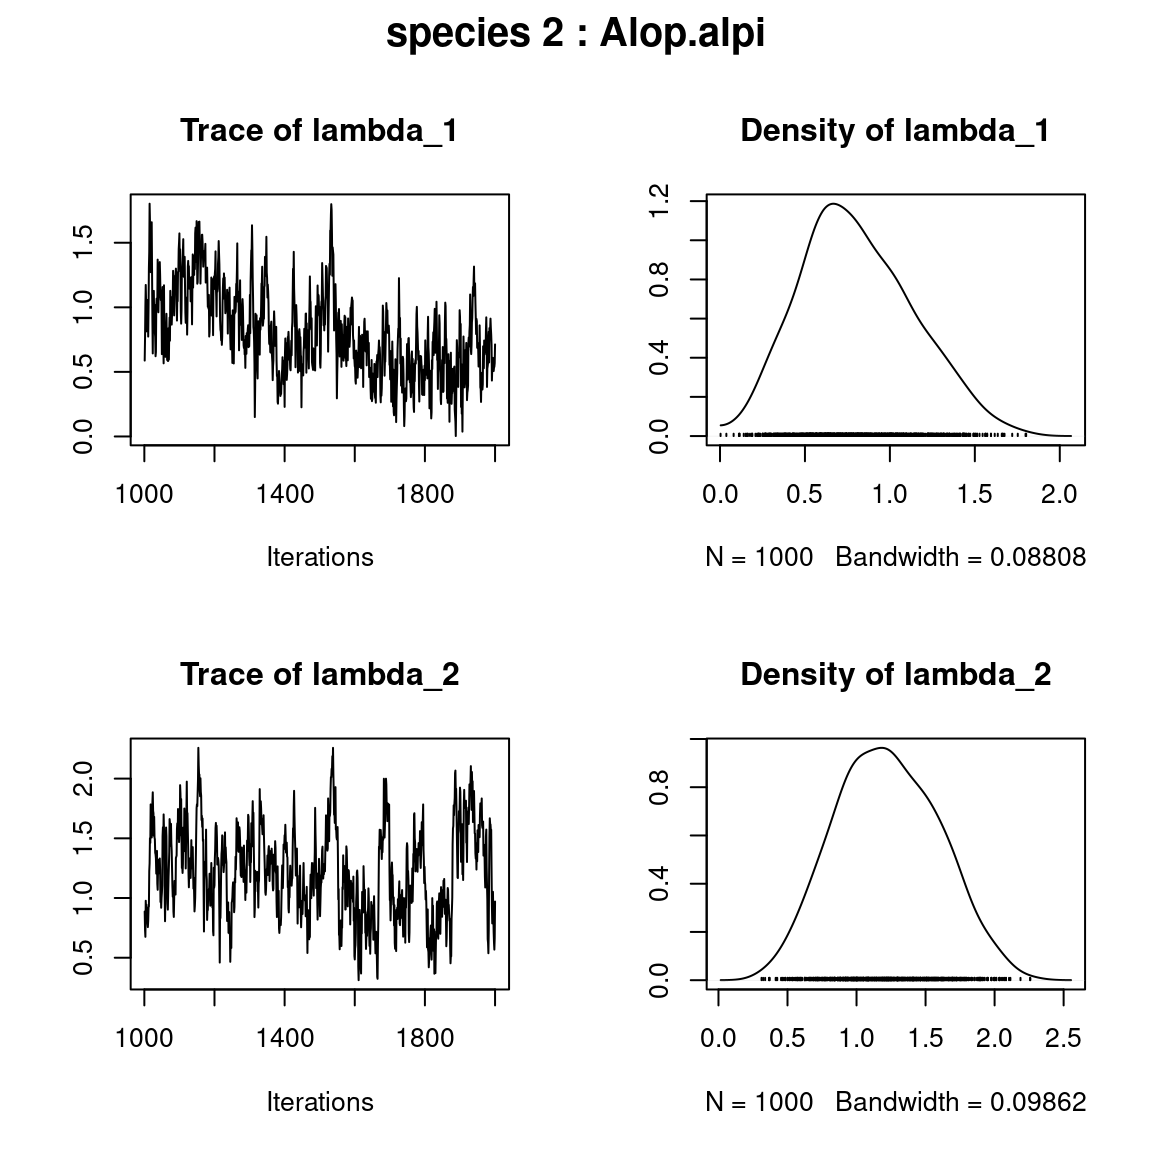 species 2 : Alop.alpi
Trace of lambda_1
Density of lambda_1
0.0 0.5 1.0 1.5
1000 1400 1800
Iterations
0.0 0.4 0.8 1.2
0.0 0.5 1.0 1.5 2.0
N = 1000 Bandwidth = 0.08808
Trace of lambda_2
Density of lambda_2
0.5 1.0 1.5 2.0
1000 1400 1800
Iterations
0.0 0.4 0.8
0.0 0.5 1.0 1.5 2.0 2.5
N = 1000 Bandwidth = 0.09862